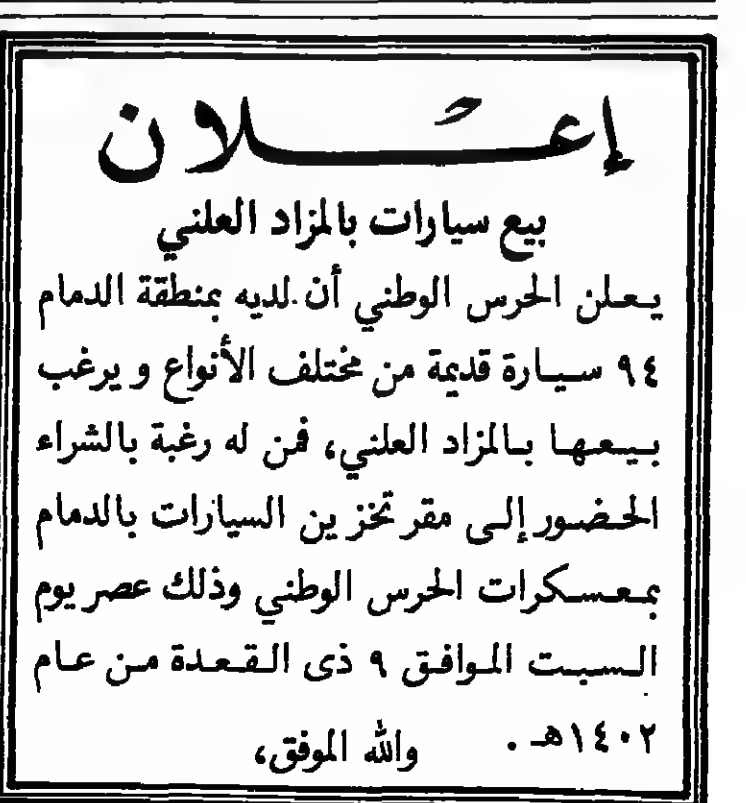 إعلان
بيع سيارات بالمزاد العلني
يعلن الحرس الوطني أن لديه بمنطقة الدمام
٩٤ سيارة قديمة من مختلف الأنواع و يرغب
بيعها بالمزاد العلني، فمن له رغبة بالشراء
الحضور إلى مقر تخزين السيارات بالدمام
بمعسكرات الحرس الوطني وذلك عصر يوم
السبت الموافق ٩ ذى القعدة من عام
١٤٠٢هـ . والله الموفق،